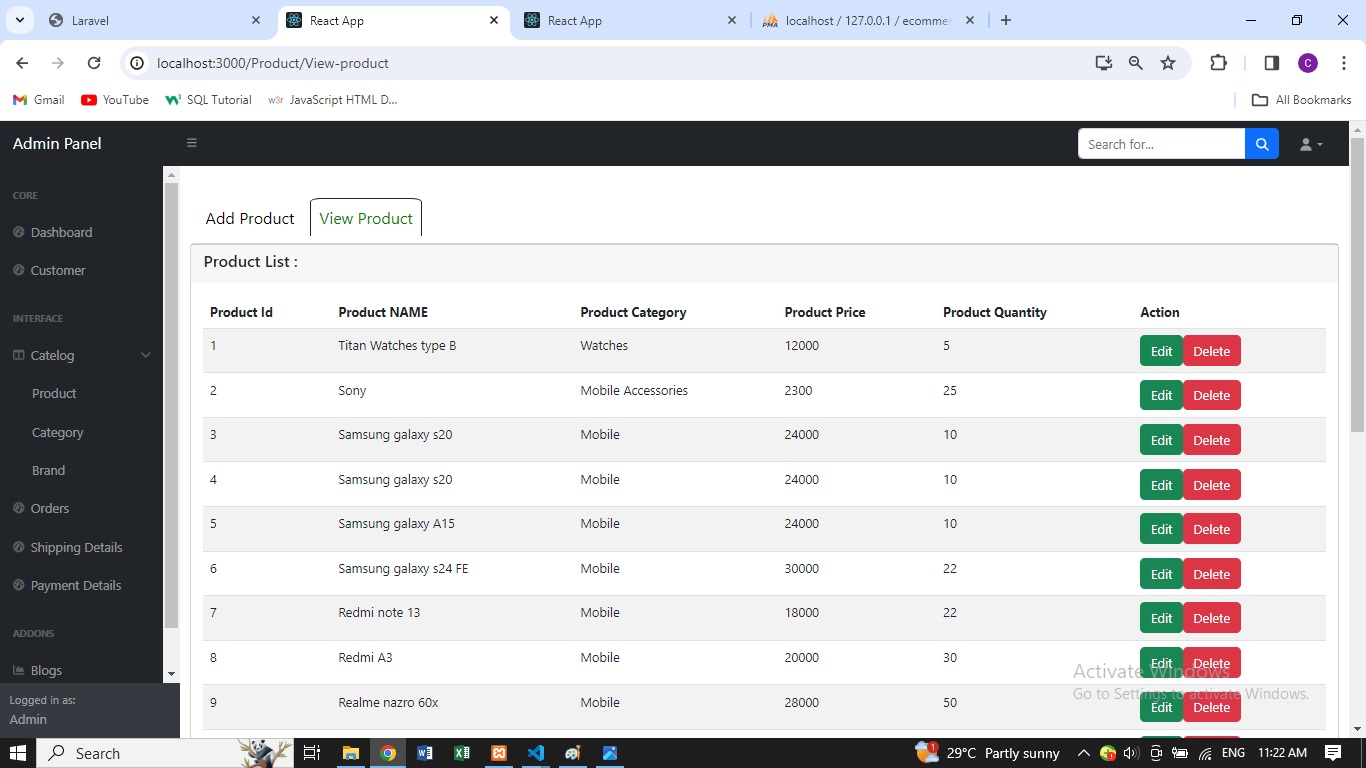 Laravel
React App
React App
localhost / 127.0.0.1 / ecommer
localhost:3000/Product/View-product
C
Gmail
YouTube
SQL Tutorial
JavaScript HTML D...
All Bookmarks
Admin Panel
Search for...
CORE
Dashboard
Customer
INTERFACE
Catelog
Product
Category
Brand
Orders
Shipping Details
Payment Details
ADDONS
Blogs
Logged in as:
Admin
Add Product
View Product
Product List :
Product Id Product NAME Product Category Product Price Product Quantity Action
1 Titan Watches type B Watches 12000 5 Edit Delete
2 Sony Mobile Accessories 2300 25 Edit Delete
3 Samsung galaxy s20 Mobile 24000 10 Edit Delete
4 Samsung galaxy s20 Mobile 24000 10 Edit Delete
5 Samsung galaxy A15 Mobile 24000 10 Edit Delete
6 Samsung galaxy s24 FE Mobile 30000 22 Edit Delete
7 Redmi note 13 Mobile 18000 22 Edit Delete
8 Redmi A3 Mobile 20000 30 Edit Delete
9 Realme nazro 60x Mobile 28000 50 Edit Delete
Activate Windows
Go to Settings to activate Windows.
Search
1
29°C Partly sunny
ENG
11:22 AM